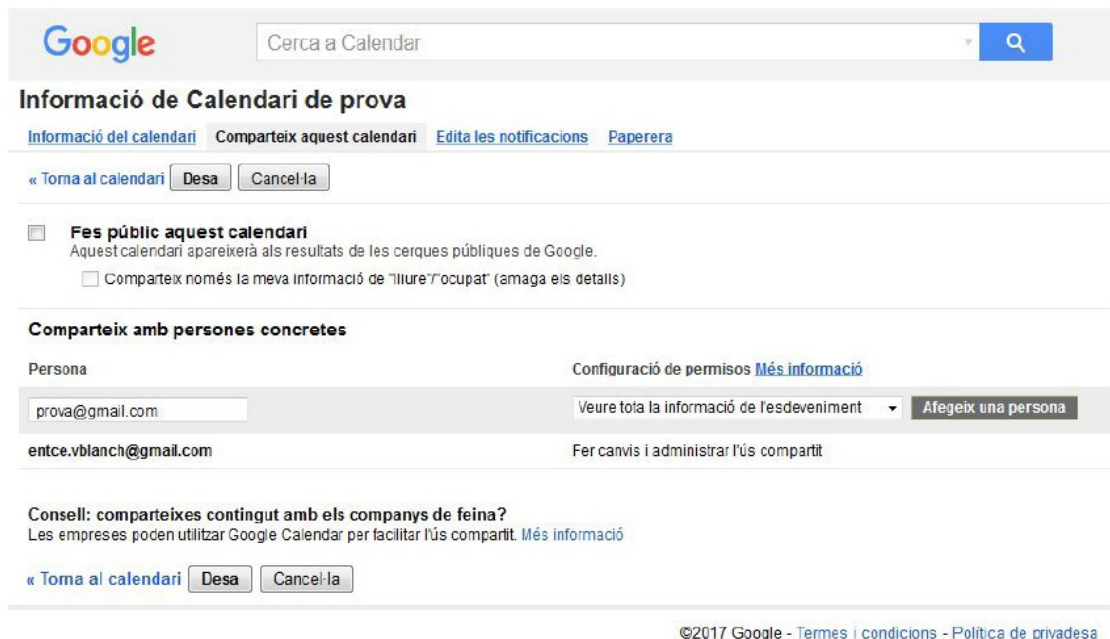 Google
Cerca a Calendar
Informació de Calendari de prova
Informació del calendari Comparteix aquest calendari Edita les notificacions Paperera
« Torna al calendari Desa Cancel·la
Fes públic aquest calendari
Aquest calendari apareixerà als resultats de les cerques públiques de Google.
Comparteix només la meva informació de "lliure"/"ocupat" (amaga els detalls)
Comparteix amb persones concretes
Persona Configuració de permisos Més informació
prova@gmail.com Veure tota la informació de l'esdeveniment Afegeix una persona
entce.vblanch@gmail.com Fer canvis i administrar l'ús compartit
Consell: comparteixes contingut amb els companys de feina?
Les empreses poden utilitzar Google Calendar per facilitar l'ús compartit. Més informació
« Torna al calendari Desa Cancel·la
©2017 Google - Termes i condicions - Política de privadesa